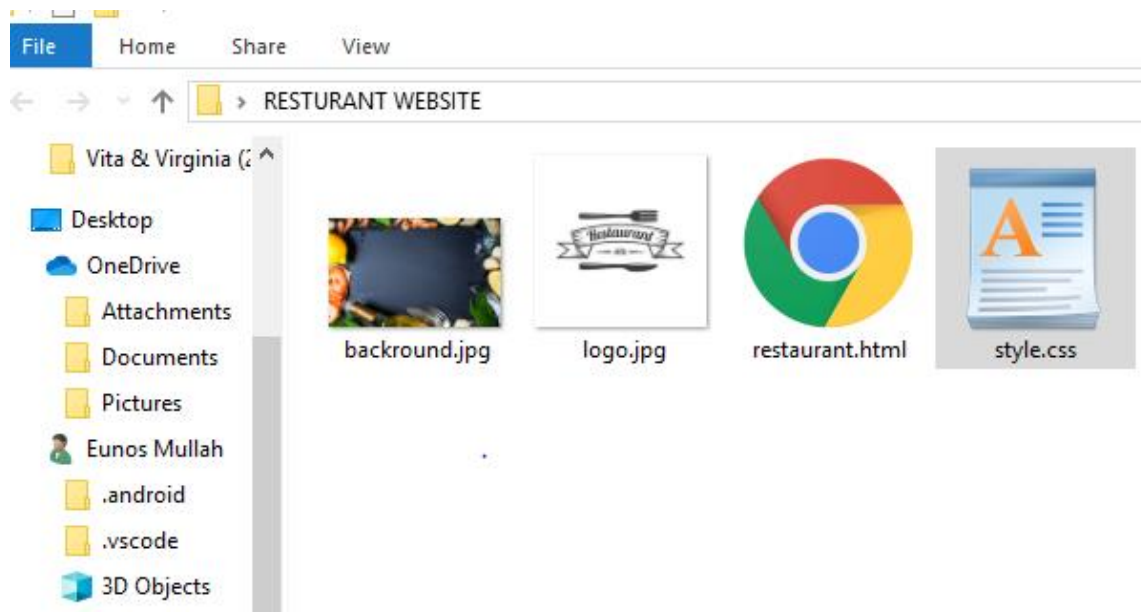 File Home Share View
RESTURANT WEBSITE
Vita & Virginia (2
Desktop
OneDrive
Attachments
Documents
Pictures
Eunos Mullah
.android
.vscode
3D Objects
Restaurant
backround.jpg logo.jpg restaurant.html style.css